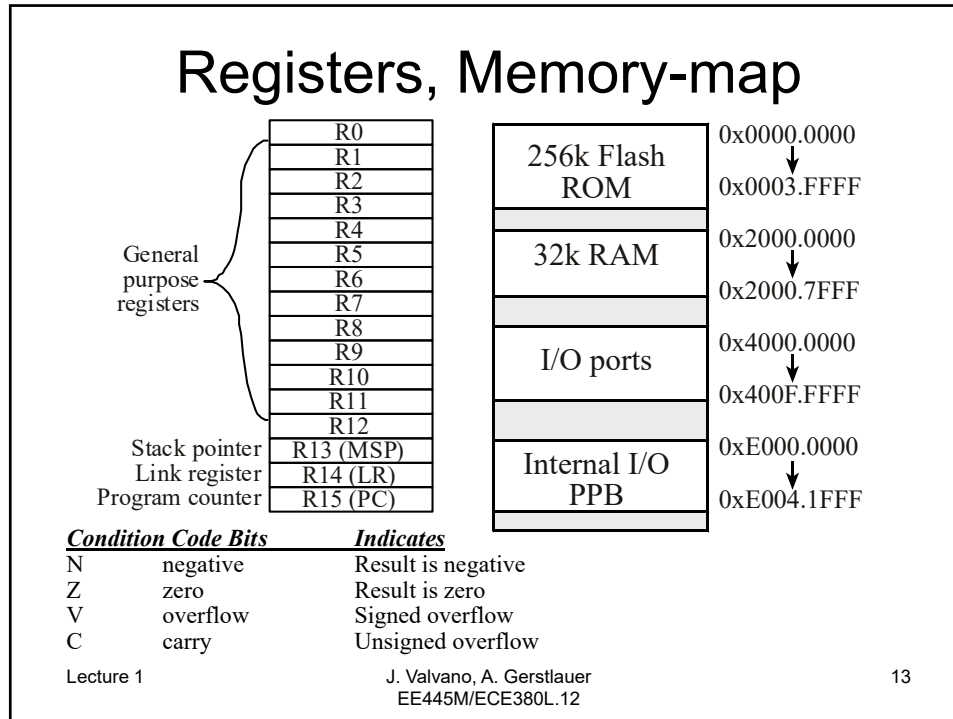 Registers, Memory-map
General
purpose
registers
R0
R1
R2
R3
R4
R5
R6
R7
R8
R9
R10
R11
R12
Stack pointer R13 (MSP)
Link register R14 (LR)
Program counter R15 (PC)
256k Flash
ROM
0x0000.0000
0x0003.FFFF
32k RAM
0x2000.0000
0x2000.7FFF
I/O ports
0x4000.0000
0x400F.FFFF
Internal I/O
PPB
0xE000.0000
0xE004.1FFF
Condition Code Bits Indicates
N negative Result is negative
Z zero Result is zero
V overflow Signed overflow
C carry Unsigned overflow
Lecture 1
J. Valvano, A. Gerstlauer
EE445M/ECE380L.12
13